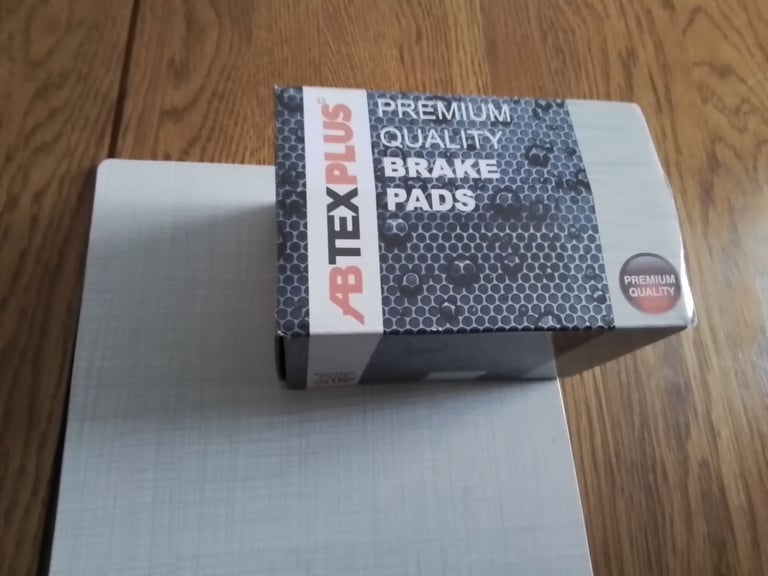 ABTEXPLUS
PREMIUM
QUALITY
BRAKE
PADS
PREMIUM
QUALITY